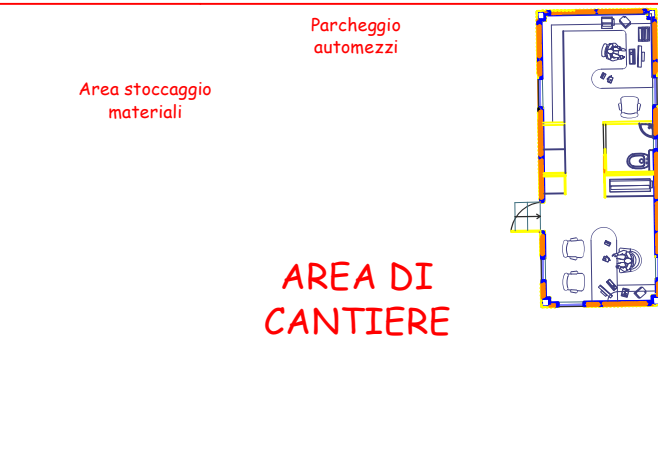 Parcheggio
automezzi
Area stoccaggio
materiali
AREA DI
CANTIERE